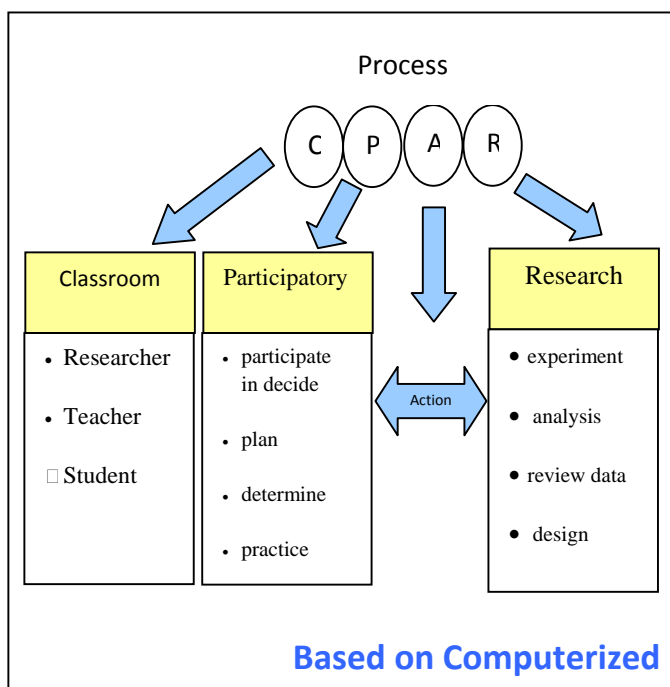 Process
C P A R
Classroom
• Researcher
• Teacher
□ Student
Participatory
• participate
in decide
• plan
• determine
• practice
Action
Research
• experiment
• analysis
• review data
• design
Based on Computerized